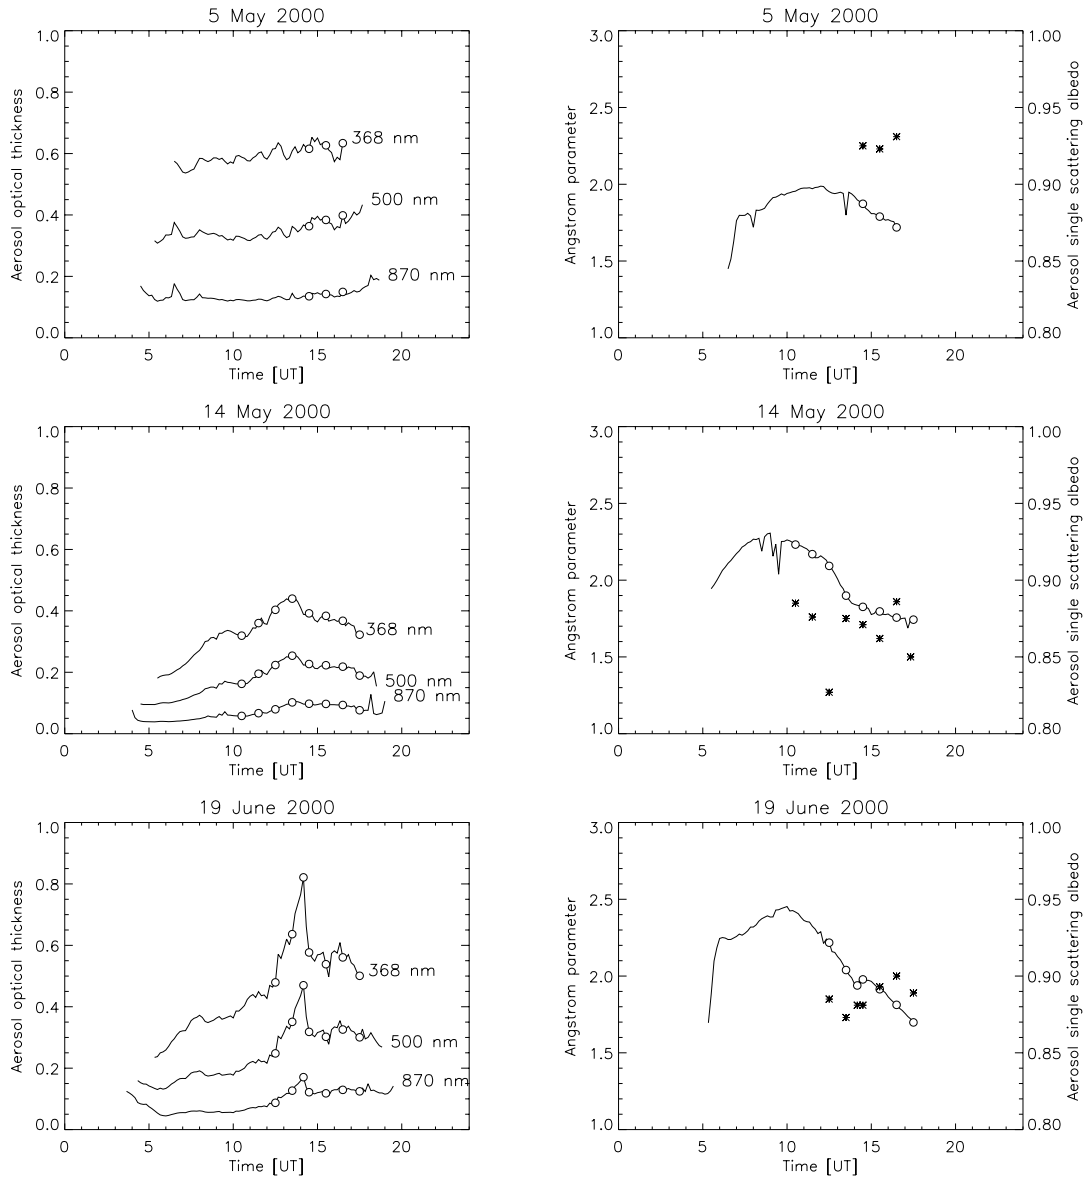 5 May 2000
1.0
0.8
0.6
0.4
0.2
0.0
Aerosol optical thickness
368 nm
500 nm
870 nm
0 5 10 15 20
Time [UT]
5 May 2000
3.0
2.5
2.0
1.5
1.0
Angstrom parameter
1.00
0.95
0.90
0.85
0.80
Aerosol single scattering albedo
0 5 10 15 20
Time [UT]
14 May 2000
1.0
0.8
0.6
0.4
0.2
0.0
Aerosol optical thickness
368 nm
500 nm
870 nm
0 5 10 15 20
Time [UT]
14 May 2000
3.0
2.5
2.0
1.5
1.0
Angstrom parameter
1.00
0.95
0.90
0.85
0.80
Aerosol single scattering albedo
0 5 10 15 20
Time [UT]
19 June 2000
1.0
0.8
0.6
0.4
0.2
0.0
Aerosol optical thickness
368 nm
500 nm
870 nm
0 5 10 15 20
Time [UT]
19 June 2000
3.0
2.5
2.0
1.5
1.0
Angstrom parameter
1.00
0.95
0.90
0.85
0.80
Aerosol single scattering albedo
0 5 10 15 20
Time [UT]